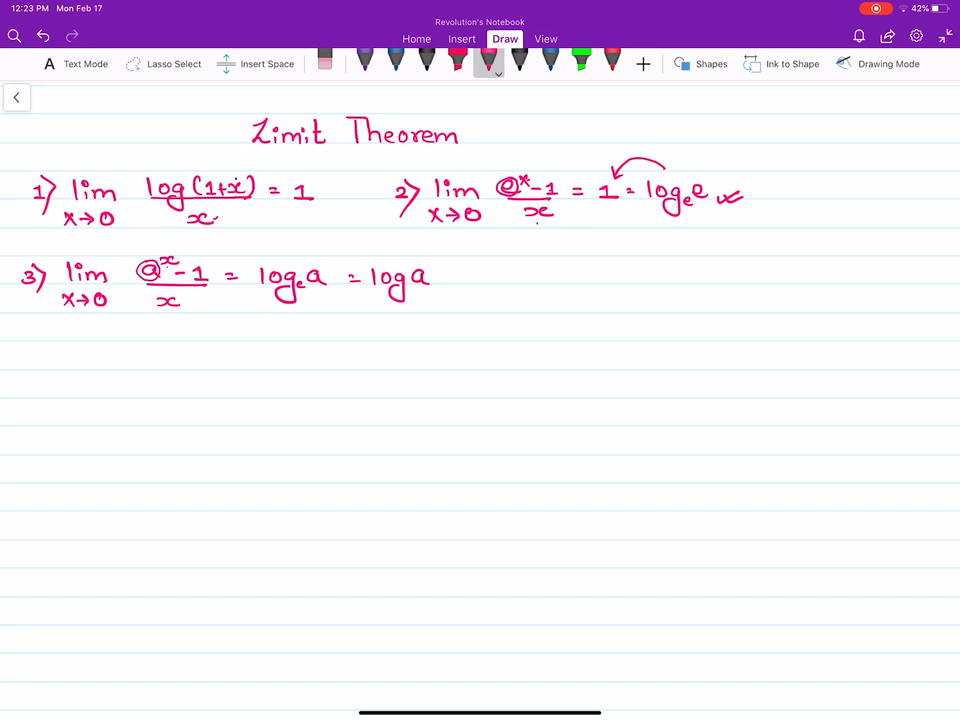 12:23 PM Mon Feb 17 42%
Revolution's Notebook
Home Insert Draw View
A Text Mode Lasso Select Insert Space Shapes Ink to Shape Drawing Mode
Limit Theorem
1) lim x→0 log(1+x)/x = 1 2) lim x→0 (e^x - 1)/x = 1 = logₑe
3) lim x→0 (a^x - 1)/x = logₑa = log a